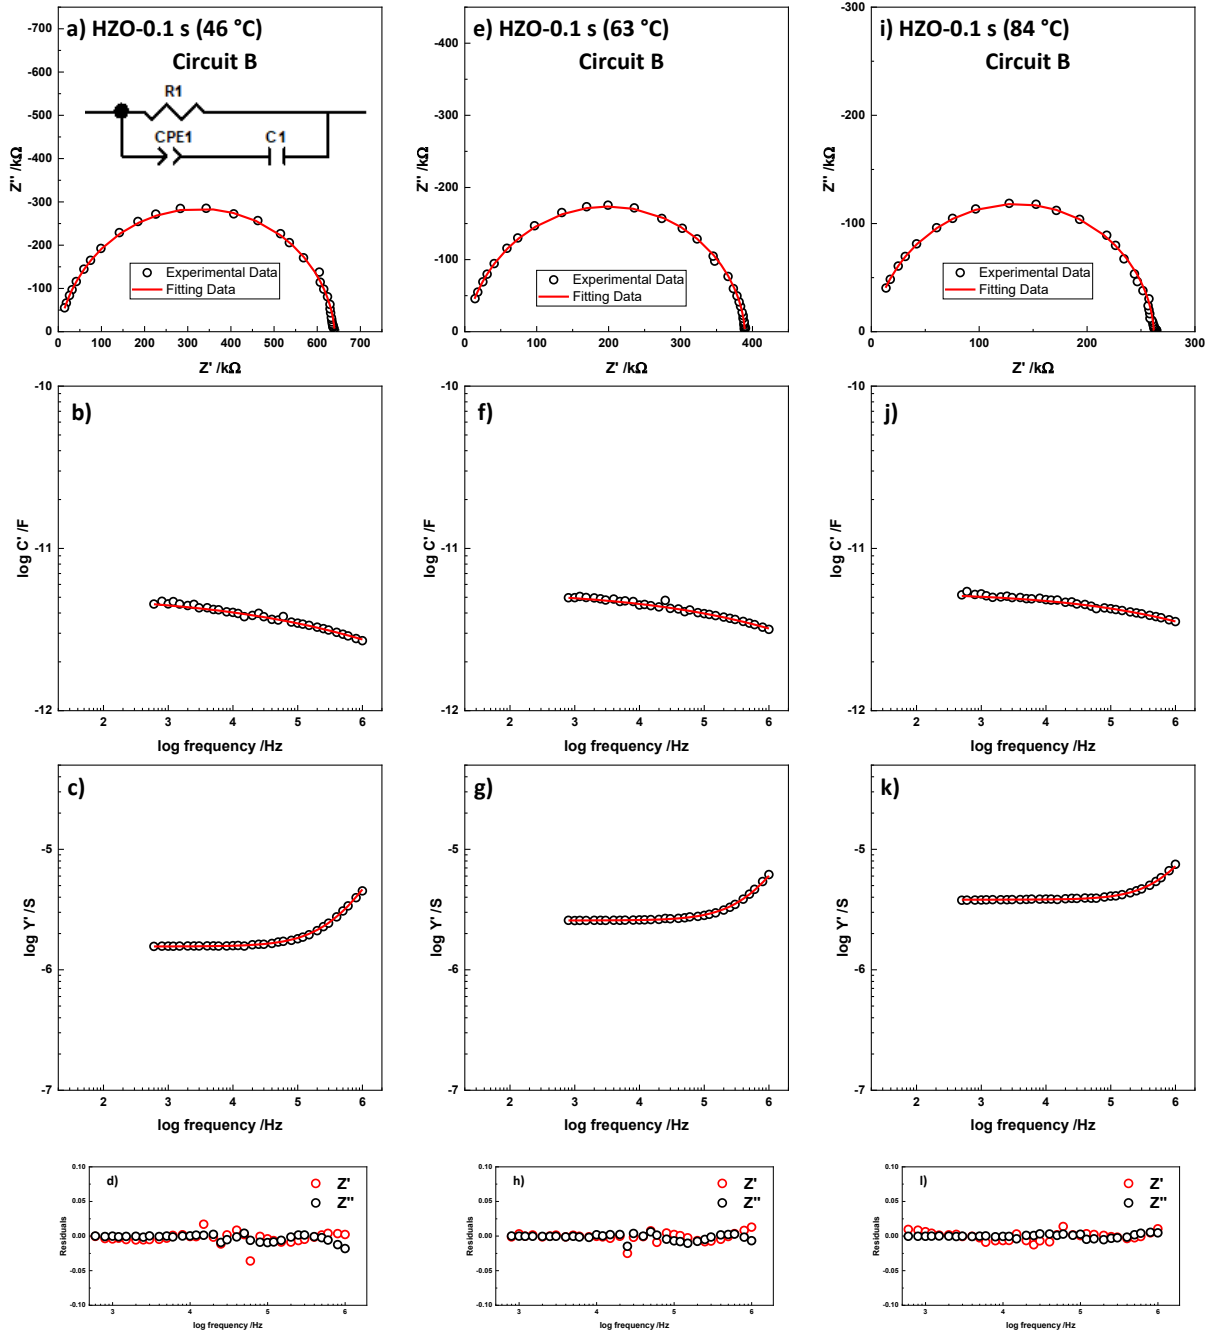 a) HZO-0.1 s (46 °C)
Circuit B
R1
CPE1
C1
-700
-600
-500
-400
-300
-200
-100
0
Z'' /kΩ
Experimental Data
Fitting Data
0 100 200 300 400 500 600 700
Z' /kΩ
e) HZO-0.1 s (63 °C)
Circuit B
-400
-300
-200
-100
0
Z'' /kΩ
Experimental Data
Fitting Data
0 100 200 300 400
Z' /kΩ
i) HZO-0.1 s (84 °C)
Circuit B
-300
-200
-100
0
Z'' /kΩ
Experimental Data
Fitting Data
0 100 200 300
Z' /kΩ
b)
-10
-11
-12
log C' /F
2 3 4 5 6
log frequency /Hz
f)
-10
-11
-12
log C' /F
2 3 4 5 6
log frequency /Hz
j)
-10
-11
-12
log C' /F
2 3 4 5 6
log frequency /Hz
c)
-5
-6
-7
log Y' /S
2 3 4 5 6
log frequency /Hz
g)
-5
-6
-7
log Y' /S
2 3 4 5 6
log frequency /Hz
k)
-5
-6
-7
log Y' /S
2 3 4 5 6
log frequency /Hz
d)
Z'
Z''
0.10
0.05
0.00
-0.05
-0.10
Residuals
3 4 5 6
log frequency /Hz
h)
Z'
Z''
0.10
0.05
0.00
-0.05
-0.10
Residuals
3 4 5 6
log frequency /Hz
l)
Z'
Z''
0.10
0.05
0.00
-0.05
-0.10
Residuals
3 4 5 6
log frequency /Hz